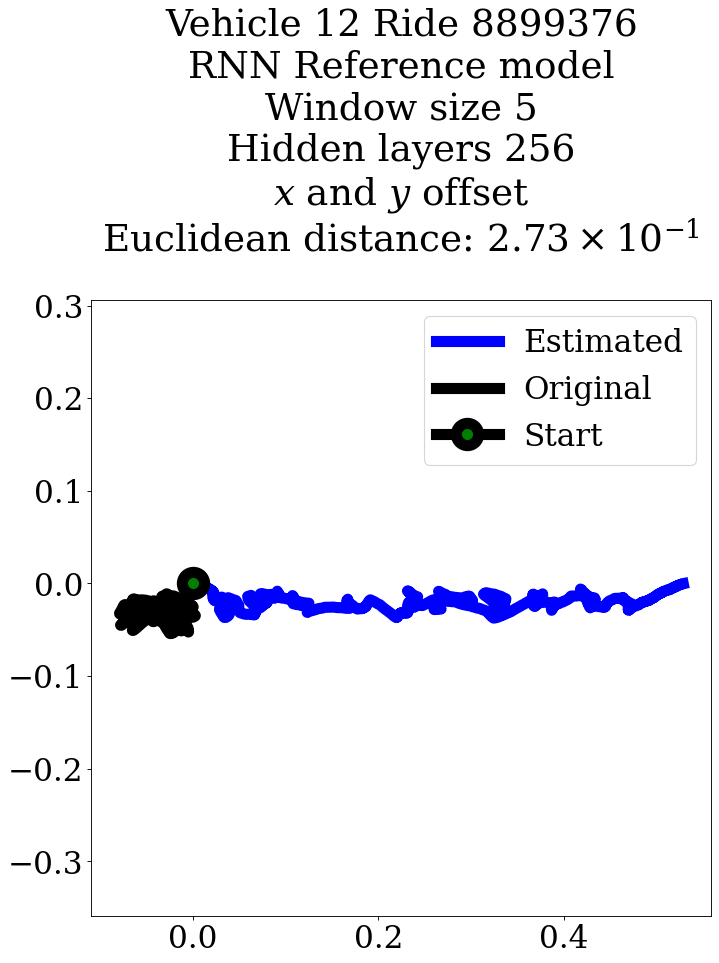 Vehicle 12 Ride 8899376
RNN Reference model
Window size 5
Hidden layers 256
x and y offset
Euclidean distance: 2.73 × 10⁻¹
0.3
Estimated
0.2
Original
Start
0.1
0.0
−0.1
−0.2
−0.3
0.0 0.2 0.4